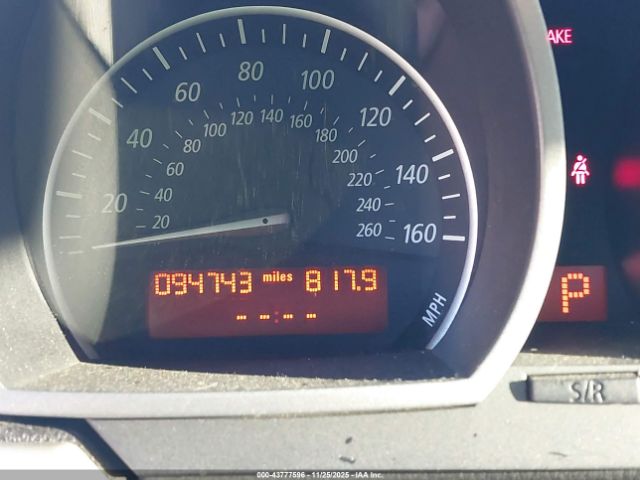 AKE
20 40 60 80 100 120 140 160
20 40 60 80 100 120 140 160 180 200 220 240 260
094743 miles 817.9
-- -- : -- --
P
MPH
S/R
000-43777596 - 11/25/2025 - IAA Inc.